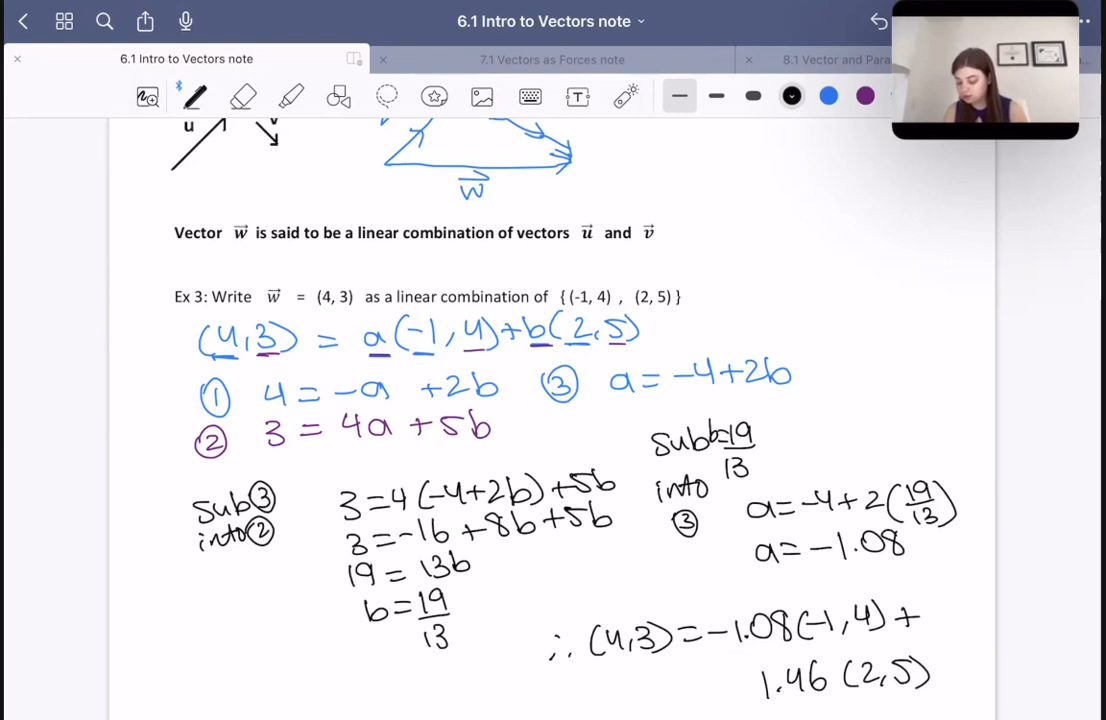 6.1 Intro to Vectors note
6.1 Intro to Vectors note
7.1 Vectors as Forces note
8.1 Vector and Para
T
u
w
Vector w⃗ is said to be a linear combination of vectors u⃗ and v⃗
Ex 3: Write w⃗ = (4, 3) as a linear combination of {(-1, 4) , (2, 5)}
(4,3) = a(-1,4)+b(2,5)
① 4 = -a +2b ③ a = -4+2b
② 3 = 4a +5b
sub b=19/13
into
③
a=-4+2(19/13)
a=-1.08
sub③
into②
3=4(-4+2b)+5b
3=-16+8b+5b
19=13b
b=19/13
∴ (4,3)=-1.08(-1,4)+
1.46(2,5)